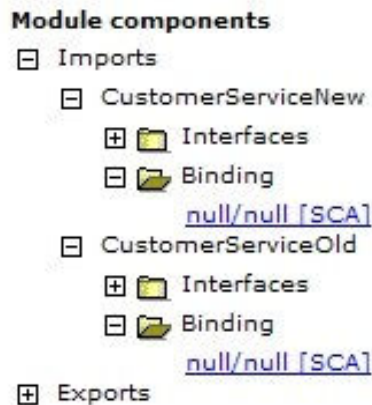 Module components
Imports
CustomerServiceNew
Interfaces
Binding
null/null [SCA]
CustomerServiceOld
Interfaces
Binding
null/null [SCA]
Exports